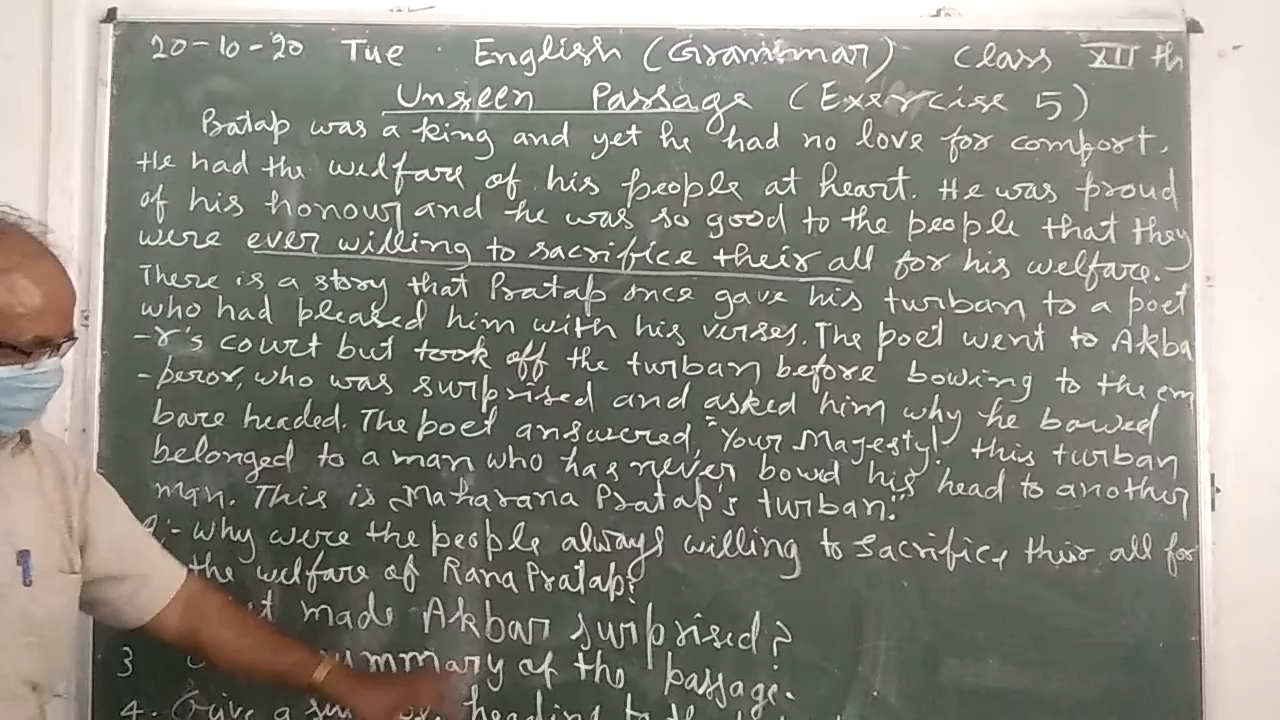 20-10-20 Tue. English (Grammar) Class XII th
Unseen Passage (Exercise 5)
Pratap was a king and yet he had no love for comfort.
He had the welfare of his people at heart. He was proud
of his honour and he was so good to the people that they
were ever willing to sacrifice their all for his welfare.
There is a story that Pratap once gave his turban to a poet
who had pleased him with his verses. The poet went to Akba
-r's court but took off the turban before bowing to the em
-peror, who was surprised and asked him why he bowed
bare headed. The poet answered, "Your Majesty! this turban
belonged to a man who has never bowd his head to another
man. This is Maharana Pratap's turban."
:- Why were the people always willing to sacrifice their all for
the welfare of Rana Pratap?
made Akbar surprised?
3 summary of the passage.
4. Give a heading to the